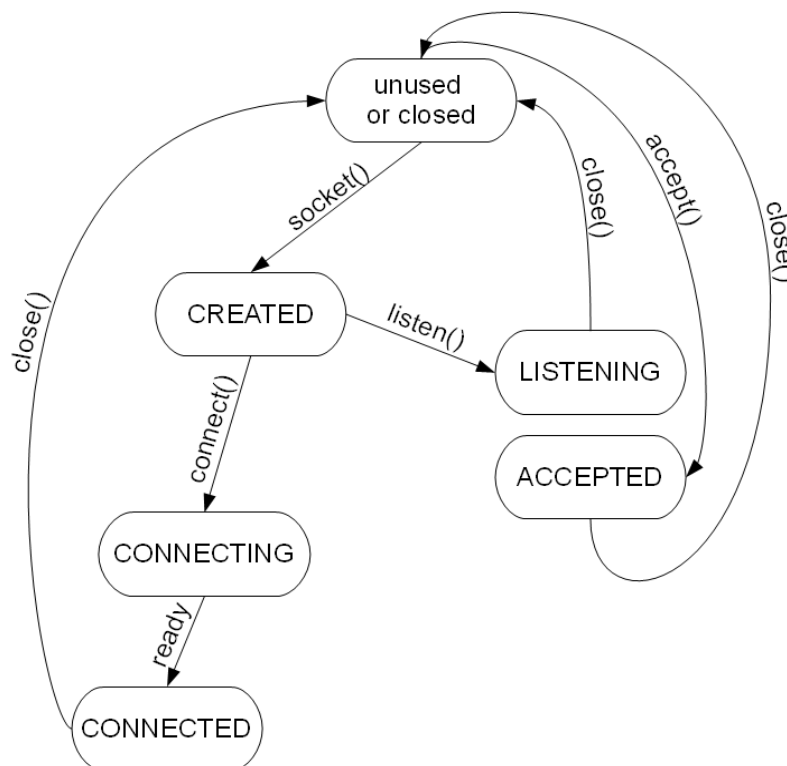 unused
or closed
socket()
close()
accept()
close()
close()
CREATED
listen()
LISTENING
connect()
ACCEPTED
CONNECTING
ready
CONNECTED